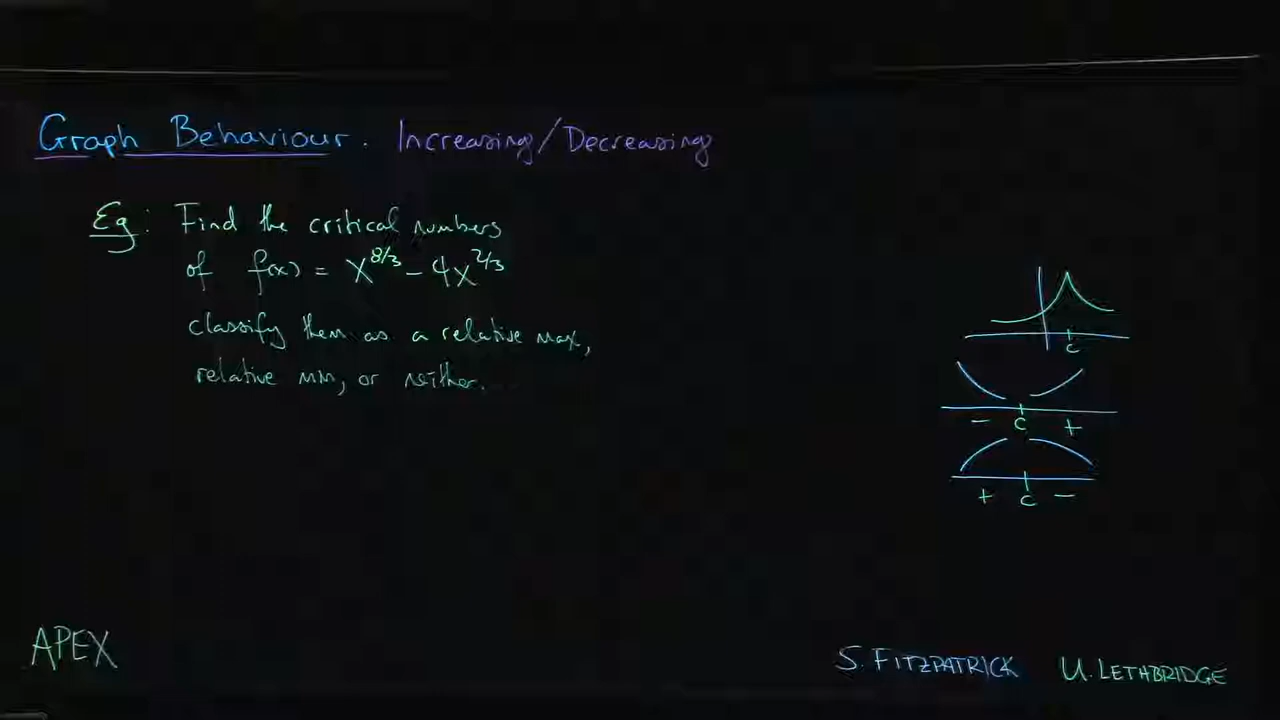 Graph Behaviour. Increasing/Decreasing
Eg: Find the critical numbers
of f(x) = x^{8/3} - 4x^{2/3}
classify them as a relative max,
relative min, or neither.
c
- c +
+ c -
APEX
S. FITZPATRICK U. LETHBRIDGE